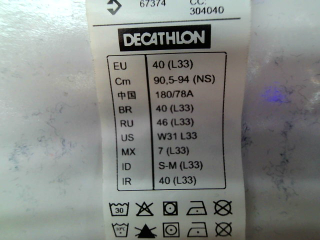 67374
CC.
304040
DECATHLON
EU 40 (L33)
Cm 90,5-94 (NS)
中国 180/78A
BR 40 (L33)
RU 46 (L33)
US W31 L33
MX 7 (L33)
ID S-M (L33)
IR 40 (L33)
30